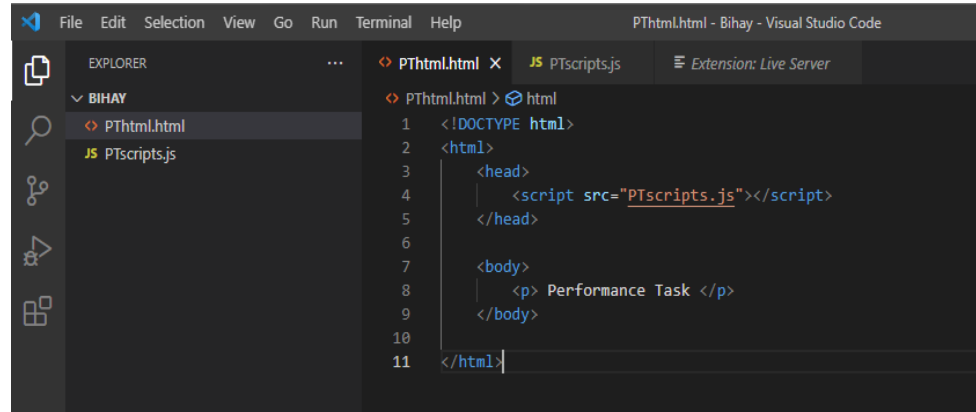 File Edit Selection View Go Run Terminal Help PThtml.html - Bihay - Visual Studio Code
EXPLORER ...
BIHAY
<> PThtml.html
JS PTscripts.js
<> PThtml.html × JS PTscripts.js Extension: Live Server
<> PThtml.html > html
1 <!DOCTYPE html>
2 <html>
3 <head>
4 <script src="PTscripts.js"></script>
5 </head>
6
7 <body>
8 <p> Performance Task </p>
9 </body>
10
11 </html>